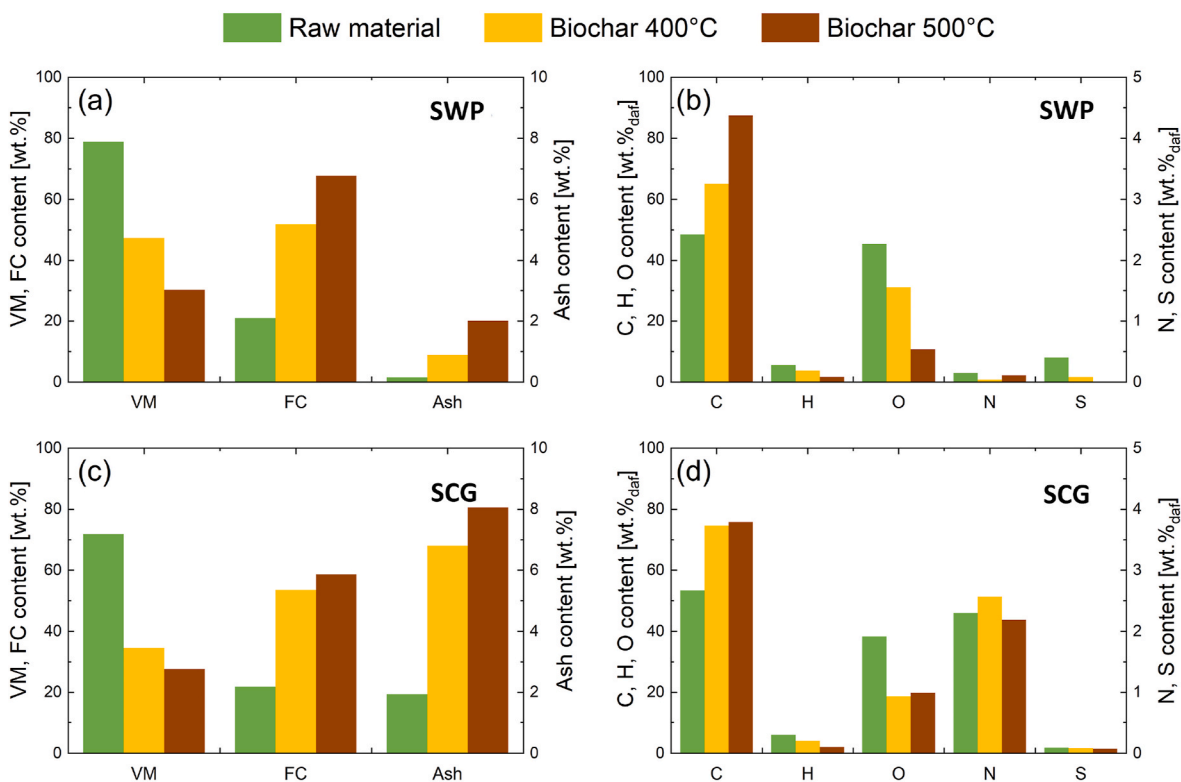 Raw material Biochar 400°C Biochar 500°C
(a) SWP
VM, FC content [wt.%]
100
80
60
40
20
0
Ash content [wt.%]
10
8
6
4
2
0
VM FC Ash
(b) SWP
C, H, O content [wt.%daf]
100
80
60
40
20
0
N, S content [wt.%daf]
5
4
3
2
1
0
C H O N S
(c) SCG
VM, FC content [wt.%]
100
80
60
40
20
0
Ash content [wt.%]
10
8
6
4
2
0
VM FC Ash
(d) SCG
C, H, O content [wt.%daf]
100
80
60
40
20
0
N, S content [wt.%daf]
5
4
3
2
1
0
C H O N S